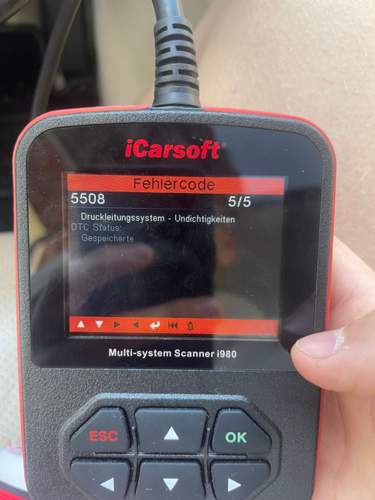 iCarsoft
Fehlercode
5508 5/5
Druckleitungssystem - Undichtigkeiten
DTC Status:
Gespeicherte
Multi-system Scanner i980
ESC
OK